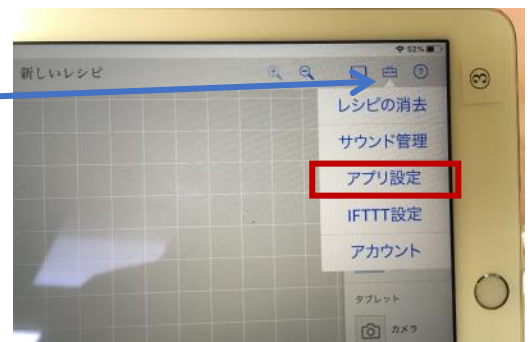 52%
新しいレシピ
?
③
レシピの消去
サウンド管理
アプリ設定
IFTTT設定
アカウント
タブレット
カメラ